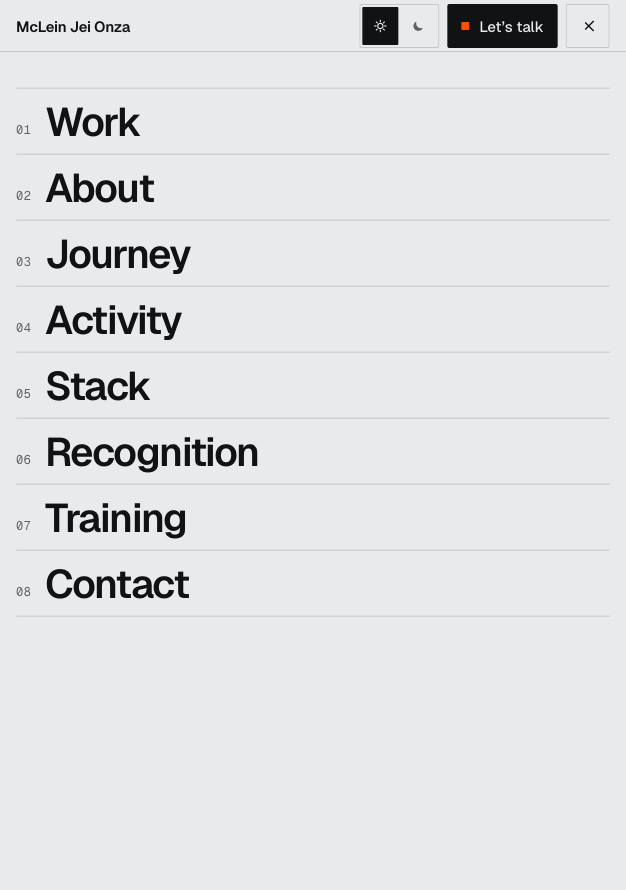 McLein Jei Onza
Let's talk
01 Work
02 About
03 Journey
04 Activity
05 Stack
06 Recognition
07 Training
08 Contact